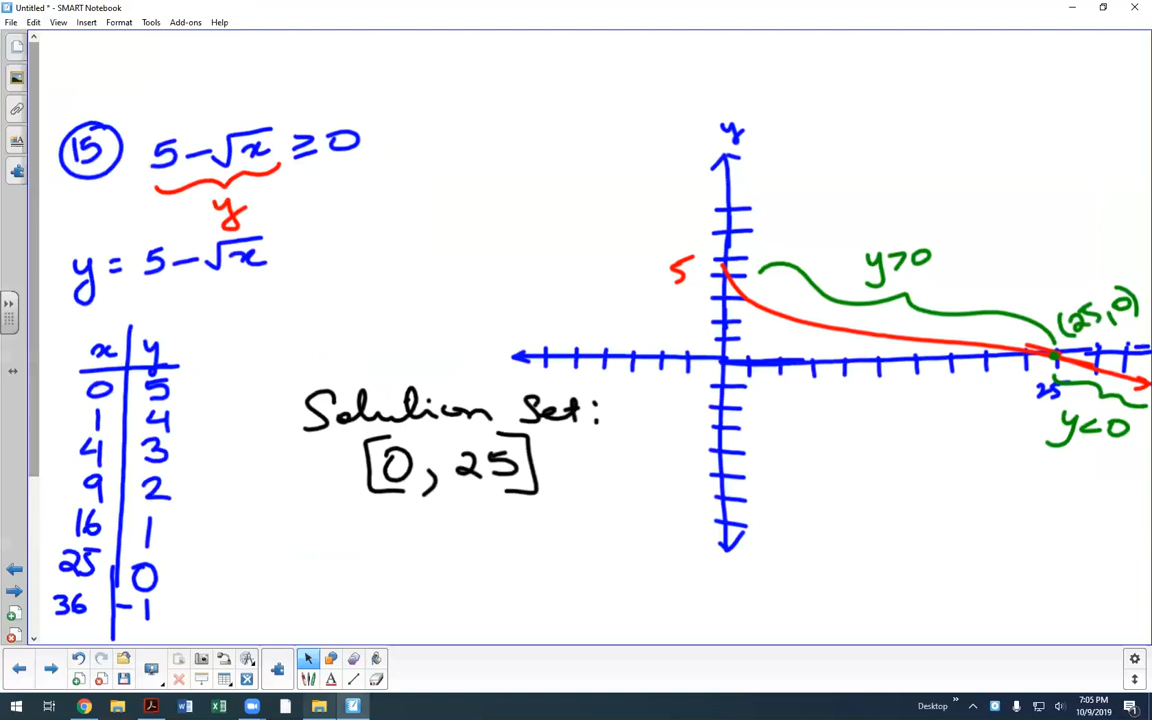 Untitled * - SMART Notebook
File Edit View Insert Format Tools Add-ons Help
15 5 - √x ≥ 0
y
y = 5 - √x
x y
0 5
1 4
4 3
9 2
16 1
25 0
36 -1
Solution Set:
[0, 25]
y
5
y > 0
(25, 0)
25
y < 0
Desktop
7:05 PM
10/9/2019